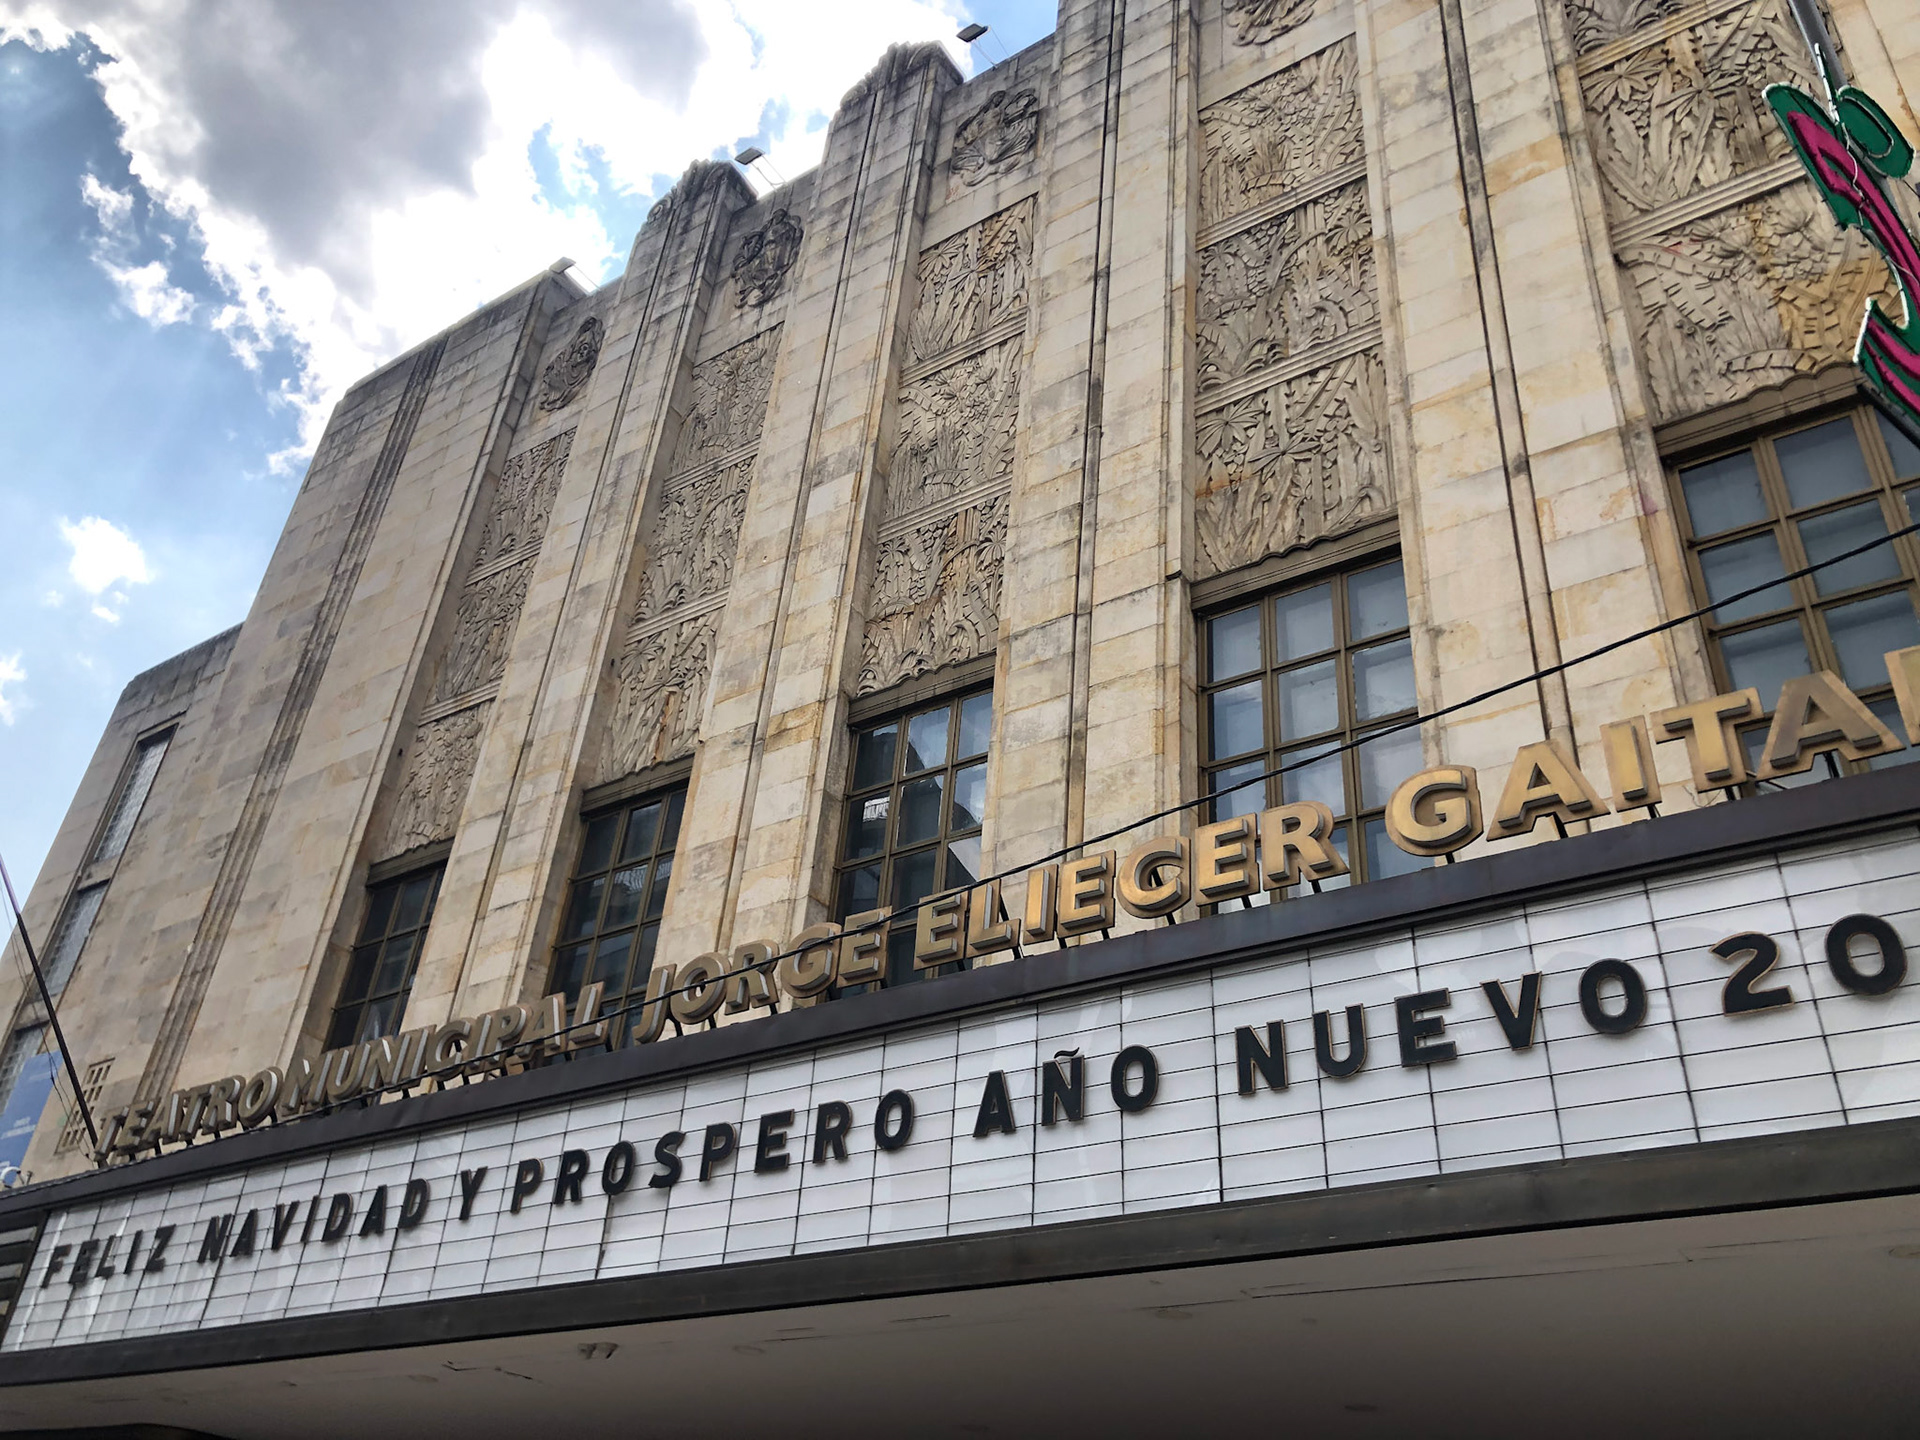 TEATRO MUNICIPAL JORGE ELIECER GAITA
FELIZ NAVIDAD Y PROSPERO AÑO NUEVO 20